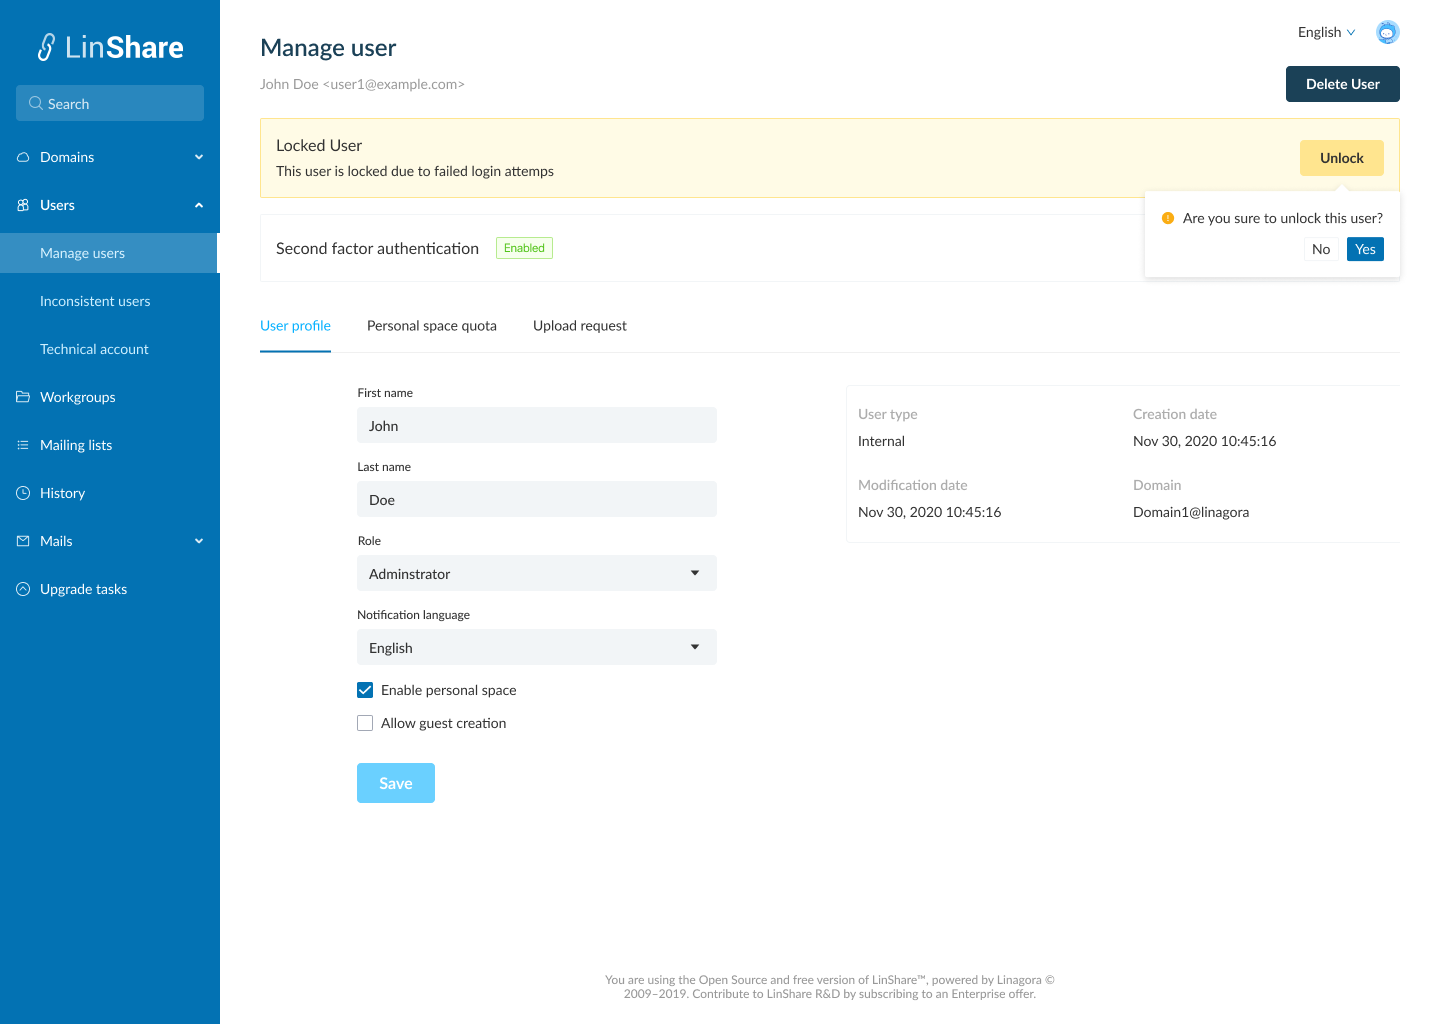 LinShare
Search
Domains
Users
Manage users
Inconsistent users
Technical account
Workgroups
Mailing lists
History
Mails
Upgrade tasks
English
Manage user
John Doe <user1@example.com>
Delete User
Locked User
This user is locked due to failed login attemps
Unlock
Are you sure to unlock this user?
No
Yes
Second factor authentication
Enabled
User profile
Personal space quota
Upload request
First name
John
Last name
Doe
Role
Adminstrator
Notification language
English
Enable personal space
Allow guest creation
Save
User type
Creation date
Internal
Nov 30, 2020 10:45:16
Modification date
Domain
Nov 30, 2020 10:45:16
Domain1@linagora
You are using the Open Source and free version of LinShare™, powered by Linagora ©
2009–2019. Contribute to LinShare R&D by subscribing to an Enterprise offer.